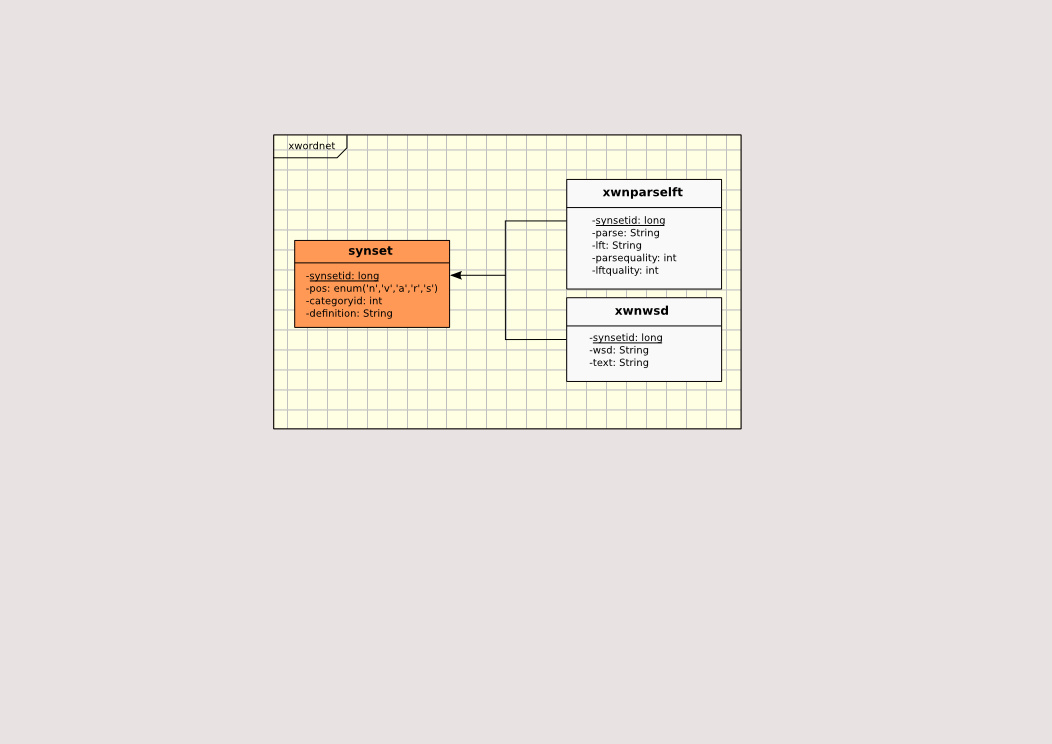 xwordnet
synset
-synsetid: long
-pos: enum('n','v','a','r','s')
-categoryid: int
-definition: String
xwnparselft
-synsetid: long
-parse: String
-lft: String
-parsequality: int
-lftquality: int
xwnwsd
-synsetid: long
-wsd: String
-text: String